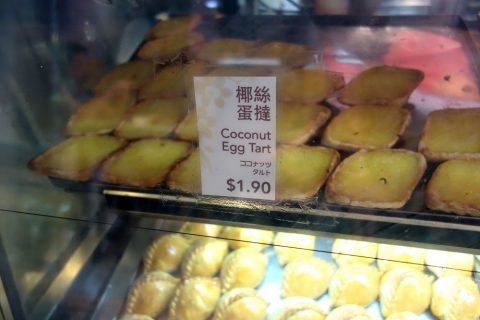 椰絲
蛋撻
Coconut
Egg Tart
ココナッツ
タルト
$1.90